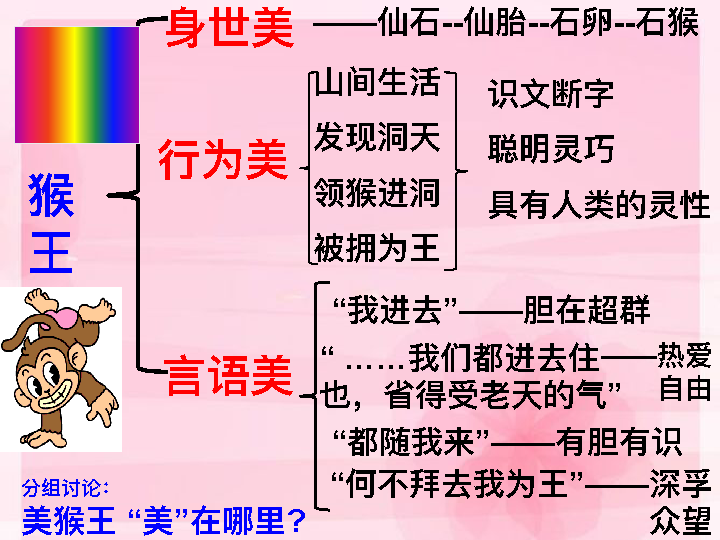 身世美 ——仙石--仙胎--石卵--石猴
行为美
山间生活
发现洞天
领猴进洞
被拥为王
识文断字
聪明灵巧
具有人类的灵性
猴
王
言语美
“我进去”——胆在超群
“ ……我们都进去住——热爱
也，省得受老天的气” 自由
“都随我来”——有胆有识
“何不拜去我为王”——深孚
众望
分组讨论：
美猴王 “美”在哪里?